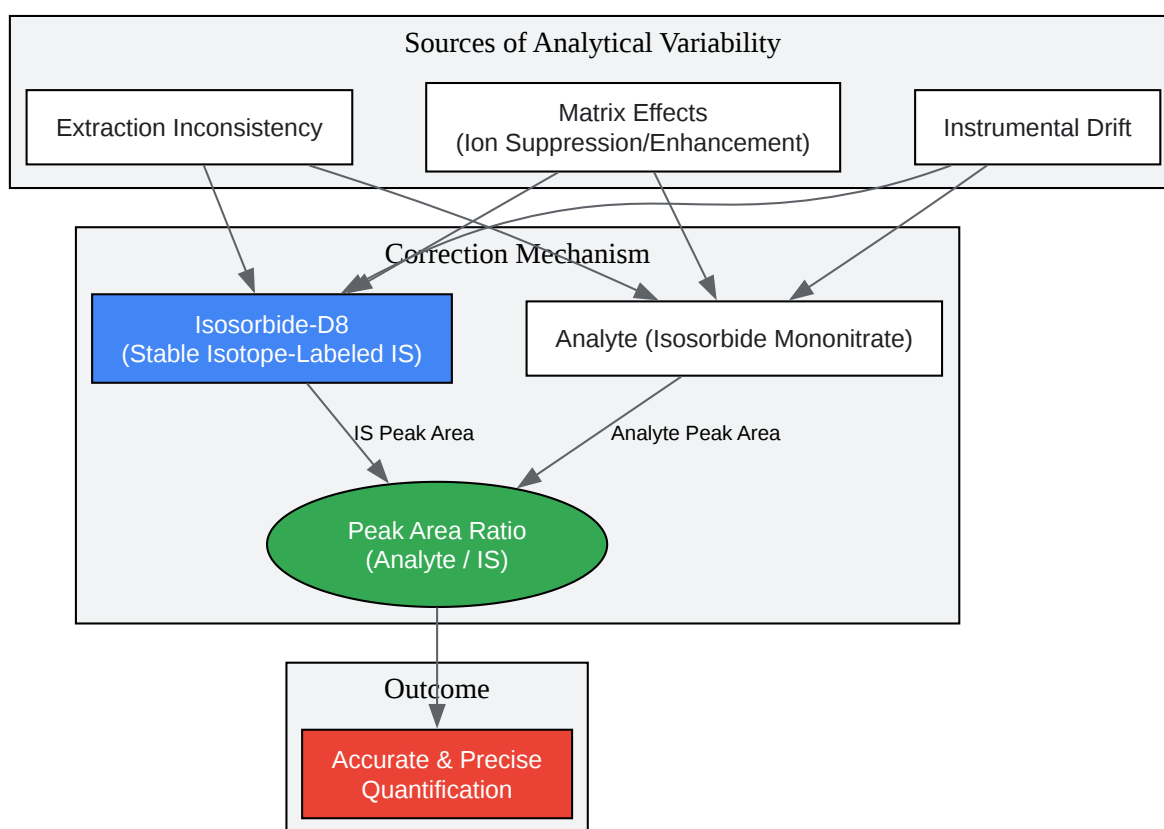 Sources of Analytical Variability
Extraction Inconsistency
Matrix Effects
(Ion Suppression/Enhancement)
Instrumental Drift
Correction Mechanism
Isosorbide-D8
(Stable Isotope-Labeled IS)
Analyte (Isosorbide Mononitrate)
IS Peak Area
Analyte Peak Area
Peak Area Ratio
(Analyte / IS)
Outcome
Accurate & Precise
Quantification